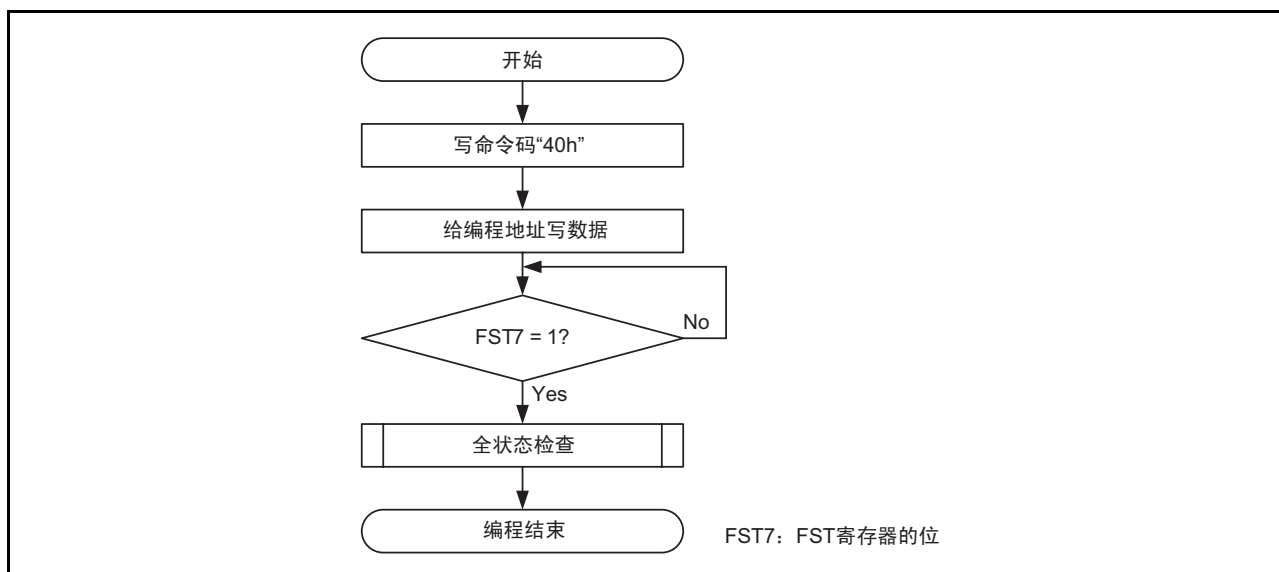 开始
写命令码“40h”
给编程地址写数据
FST7 = 1?
No
Yes
全状态检查
编程结束
FST7：FST寄存器的位